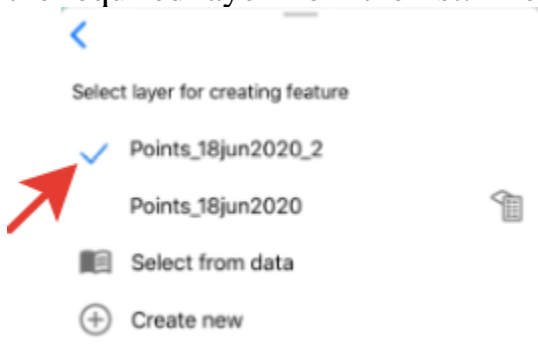 Select layer for creating feature
Points_18jun2020_2
Points_18jun2020
Select from data
Create new